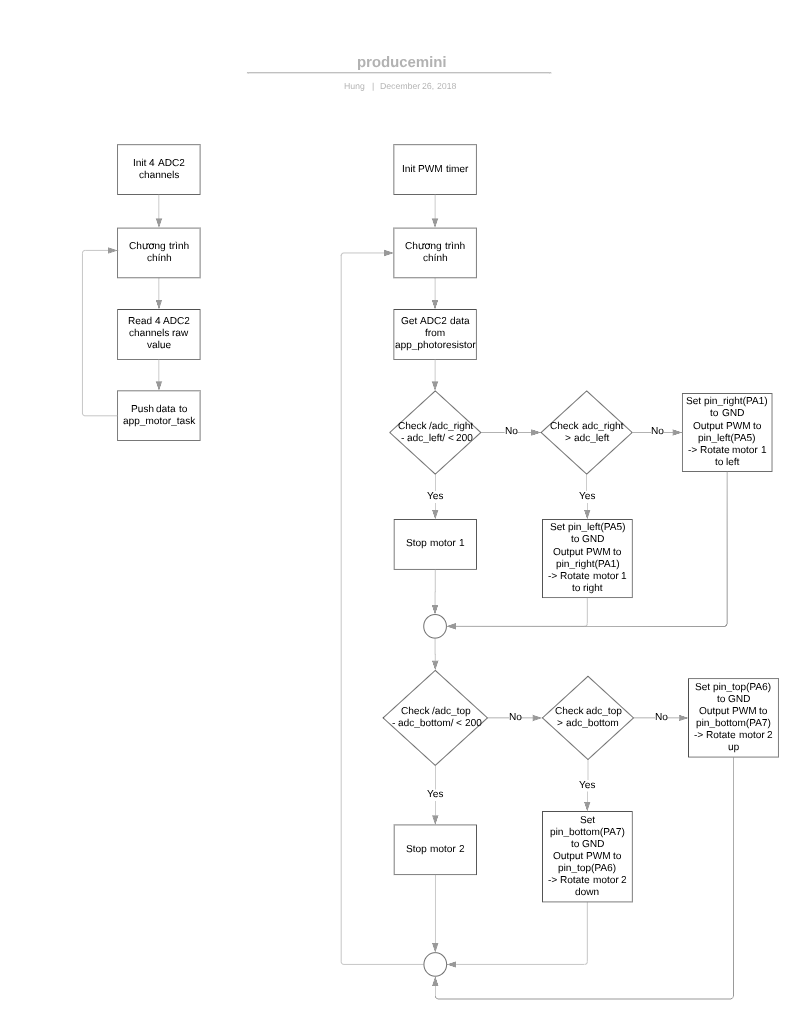 producemini
Hung | December 26, 2018
Init 4 ADC2
channels
Chương trình
chính
Read 4 ADC2
channels raw
value
Push data to
app_motor_task
Init PWM timer
Chương trình
chính
Get ADC2 data
from
app_photoresistor
Check /adc_right
- adc_left/ < 200
No
Check adc_right
> adc_left
No
Set pin_right(PA1)
to GND
Output PWM to
pin_left(PA5)
-> Rotate motor 1
to left
Yes
Yes
Stop motor 1
Set pin_left(PA5)
to GND
Output PWM to
pin_right(PA1)
-> Rotate motor 1
to right
Check /adc_top
- adc_bottom/ < 200
No
Check adc_top
> adc_bottom
No
Set pin_top(PA6)
to GND
Output PWM to
pin_bottom(PA7)
-> Rotate motor 2
up
Yes
Yes
Stop motor 2
Set
pin_bottom(PA7)
to GND
Output PWM to
pin_top(PA6)
-> Rotate motor 2
down